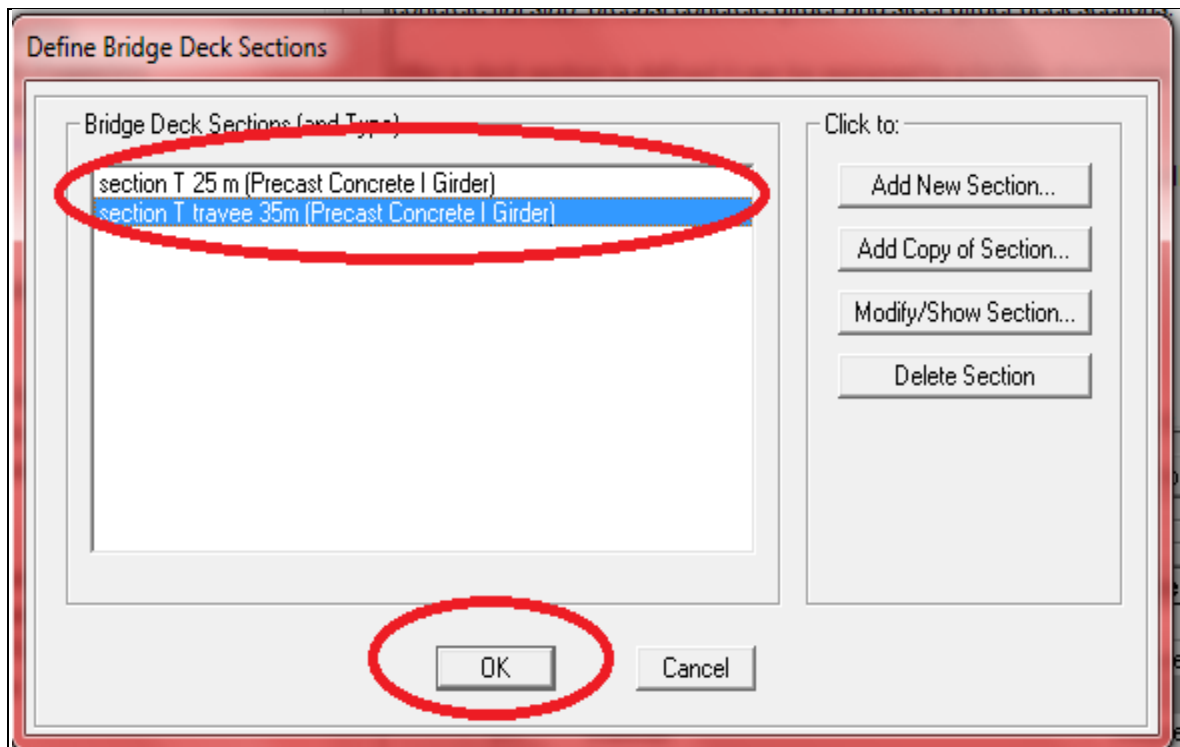 Define Bridge Deck Sections
Bridge Deck Sections (and Type)
section T 25 m (Precast Concrete I Girder)
section T travee 35m (Precast Concrete I Girder)
Click to:
Add New Section...
Add Copy of Section...
Modify/Show Section...
Delete Section
OK
Cancel